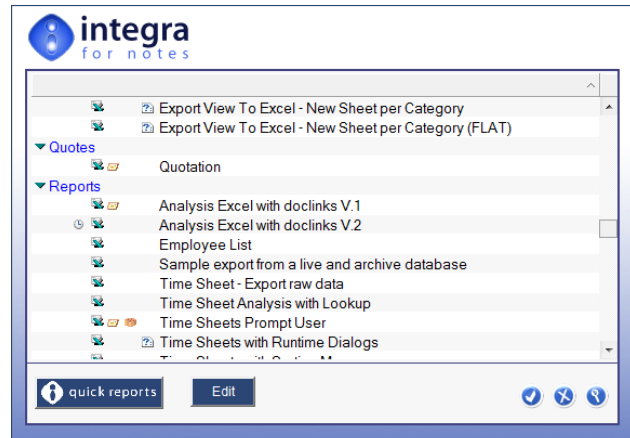 integra
for notes
Export View To Excel - New Sheet per Category
Export View To Excel - New Sheet per Category (FLAT)
Quotes
Quotation
Reports
Analysis Excel with doclinks V.1
Analysis Excel with doclinks V.2
Employee List
Sample export from a live and archive database
Time Sheet - Export raw data
Time Sheet Analysis with Lookup
Time Sheets Prompt User
Time Sheets with Runtime Dialogs
quick reports
Edit